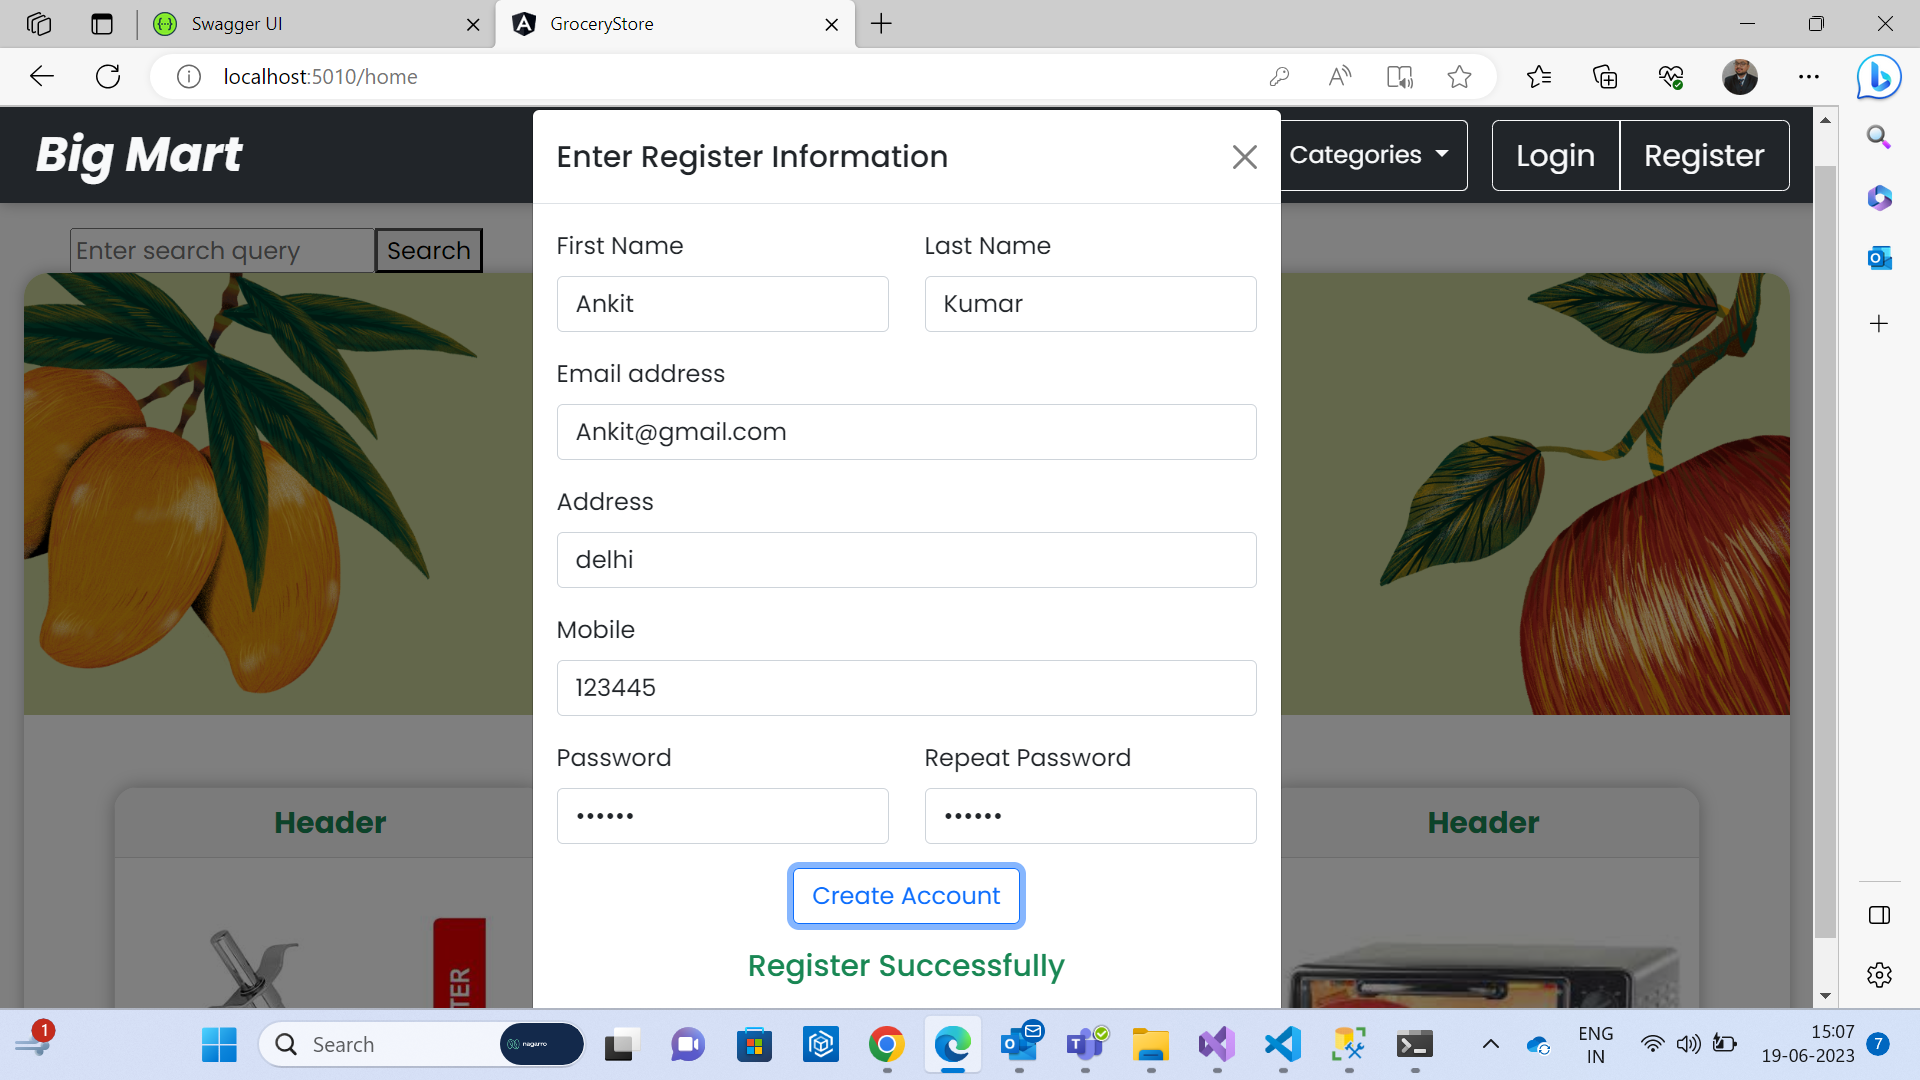 Swagger UI
GroceryStore
localhost:5010/home
Big Mart
Enter Register Information
Categories
Login
Register
Enter search query
Search
First Name
Last Name
Ankit
Kumar
Email address
Ankit@gmail.com
Address
delhi
Mobile
123445
Password
Repeat Password
••••••
••••••
Header
Header
Create Account
Register Successfully
1
Search
nagarro
ENG
IN
15:07
19-06-2023
7